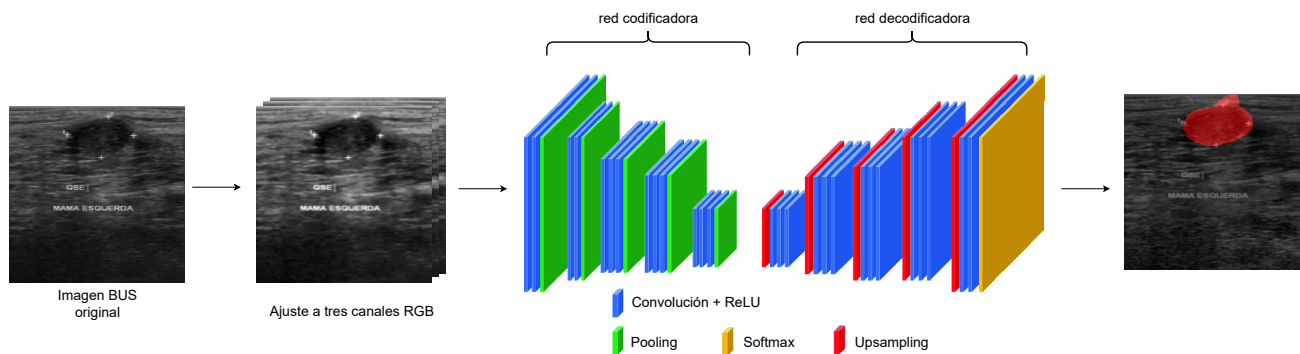 red codificadora
red decodificadora
QSE|
MAMA ESQUERDA
QSE|
MAMA ESQUERDA
QSE|
MAMA ESQUERDA
Imagen BUS
original
Ajuste a tres canales RGB
Convolución + ReLU
Pooling
Softmax
Upsampling